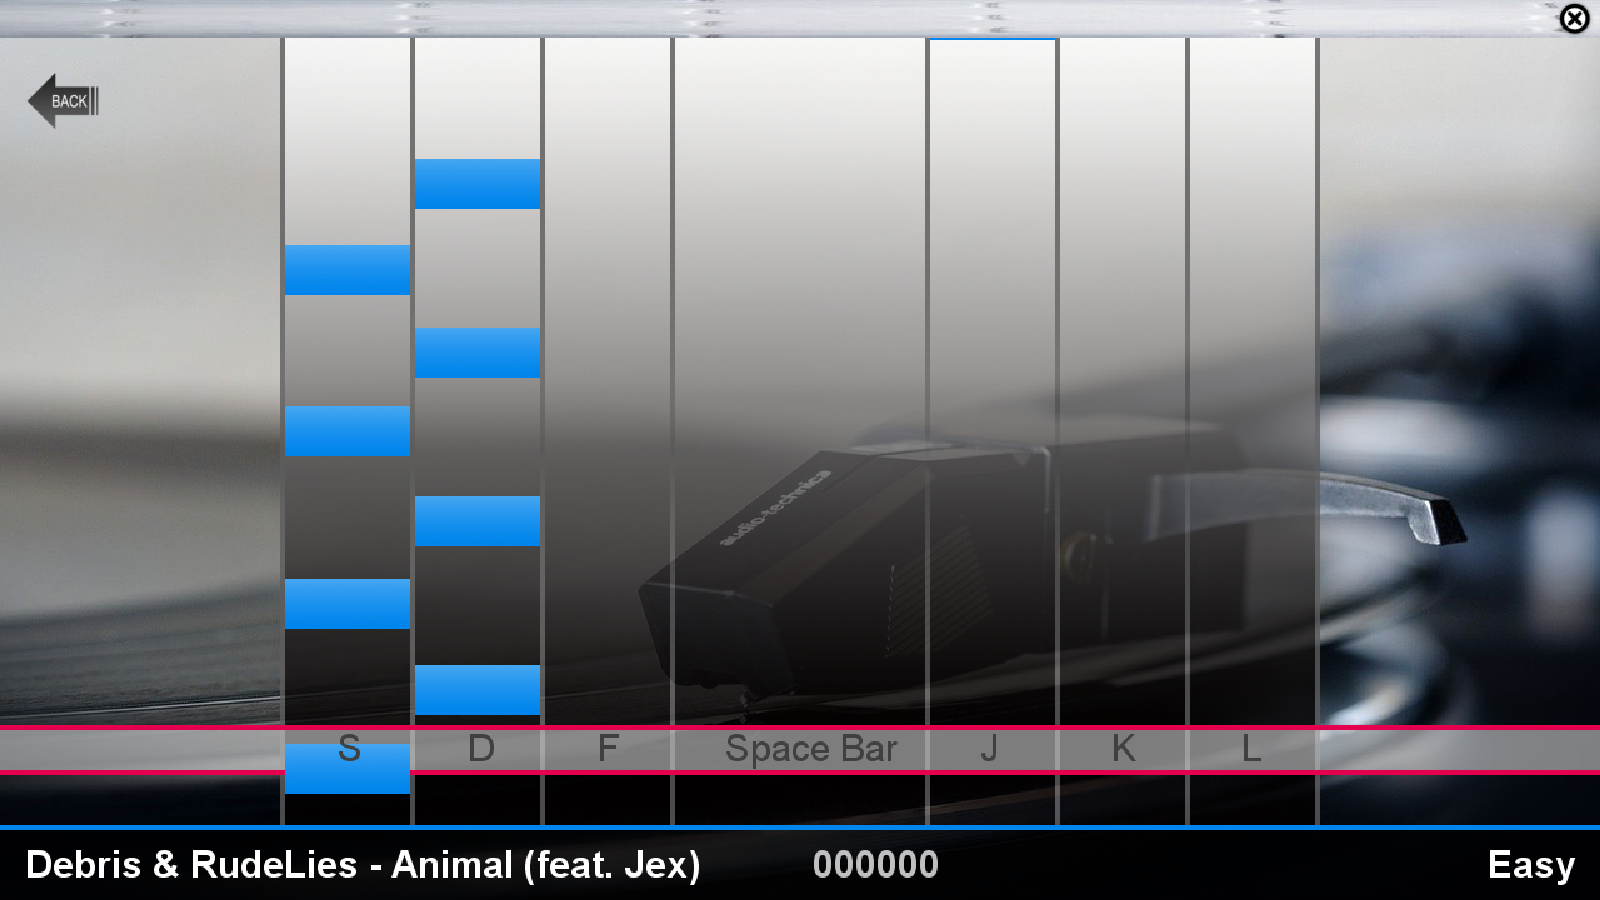 BACK
audio-technica
S D F Space Bar J K L
Debris & RudeLies - Animal (feat. Jex) 000000 Easy